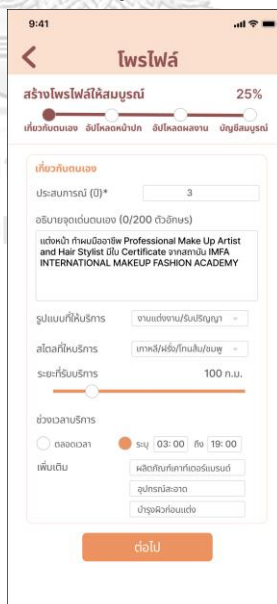 9:41
โพรไฟล์
สร้างโพรไฟล์ให้สมบูรณ์ 25%
เกี่ยวกับตนเอง อัปโหลดหน้าปก อัปโหลดผลงาน บัญชีสมบูรณ์
เกี่ยวกับตนเอง
ประสบการณ์ (ปี)* 3
อธิบายจุดเด่นตนเอง (0/200 ตัวอักษร)
แต่งหน้า ทำผมมืออาชีพ Professional Make Up Artist
and Hair Stylist มีใบ Certificate จากสถาบัน IMFA
INTERNATIONAL MAKEUP FASHION ACADEMY
รูปแบบที่ให้บริการ งานแต่งงาน/รับปริญญา
สไตล์ที่ให้บริการ เกาหลี/ฝรั่ง/โทนส้ม/ชมพู
ระยะที่รับบริการ 100 ก.ม.
ช่วงเวลาบริการ
ตลอดเวลา ระบุ 03: 00 ถึง 19: 00
เพิ่มเติม ผลิตภัณฑ์เคาท์เตอร์แบรนด์
อุปกรณ์สะอาด
บำรุงผิวก่อนแต่ง
ต่อไป